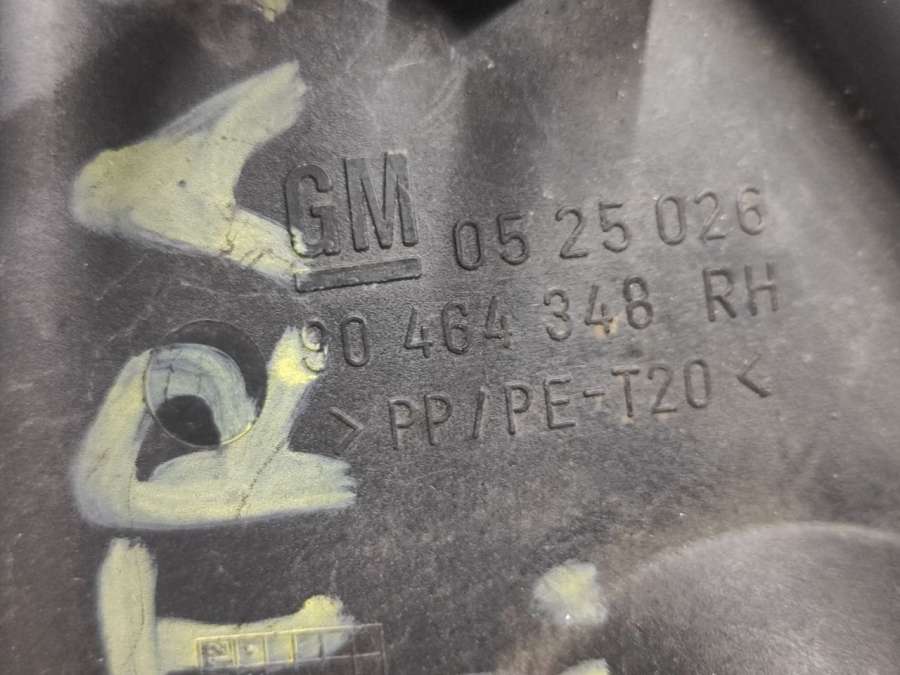 GM 05 25 026
90 464 348 RH
> PP/PE-T20 <